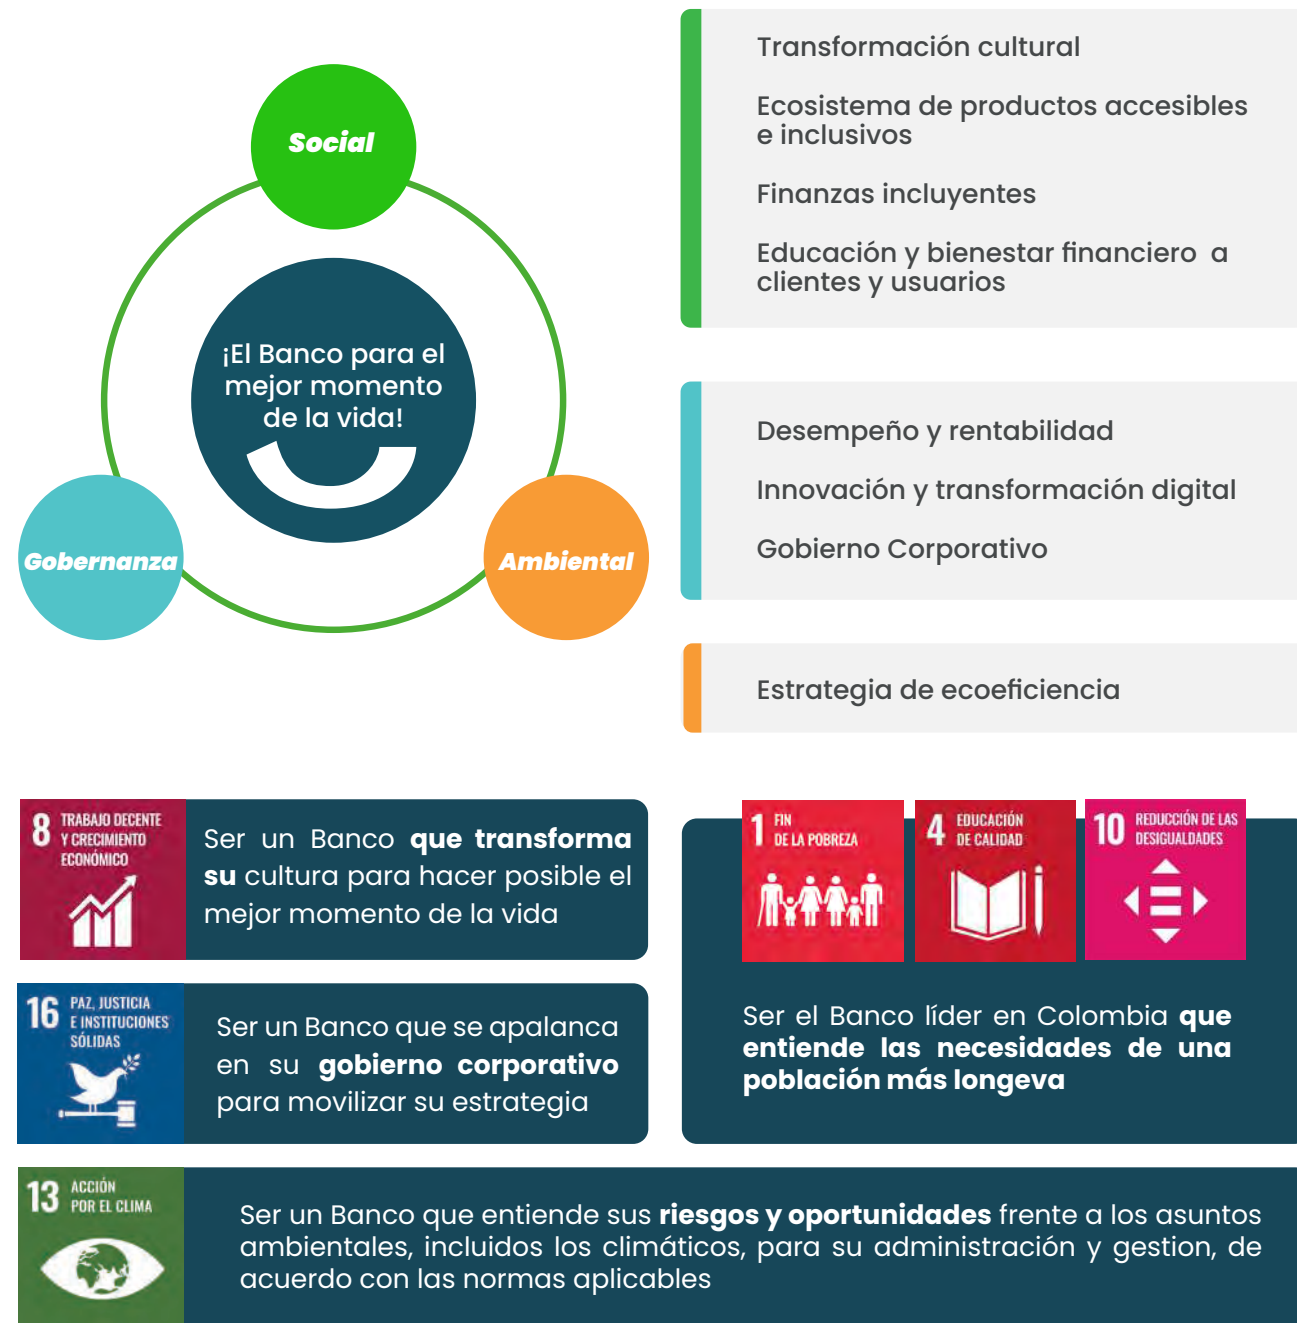 Social
¡El Banco para el
mejor momento
de la vida!
Gobernanza
Ambiental
Transformación cultural
Ecosistema de productos accesibles
e inclusivos
Finanzas incluyentes
Educación y bienestar financiero a
clientes y usuarios
Desempeño y rentabilidad
Innovación y transformación digital
Gobierno Corporativo
Estrategia de ecoeficiencia
8 TRABAJO DECENTE
Y CRECIMIENTO
ECONÓMICO
Ser un Banco que transforma
su cultura para hacer posible el
mejor momento de la vida
16 PAZ, JUSTICIA
E INSTITUCIONES
SÓLIDAS
Ser un Banco que se apalanca
en su gobierno corporativo
para movilizar su estrategia
1 FIN
DE LA POBREZA
4 EDUCACIÓN
DE CALIDAD
10 REDUCCIÓN DE LAS
DESIGUALDADES
Ser el Banco líder en Colombia que
entiende las necesidades de una
población más longeva
13 ACCIÓN
POR EL CLIMA
Ser un Banco que entiende sus riesgos y oportunidades frente a los asuntos
ambientales, incluidos los climáticos, para su administración y gestion, de
acuerdo con las normas aplicables